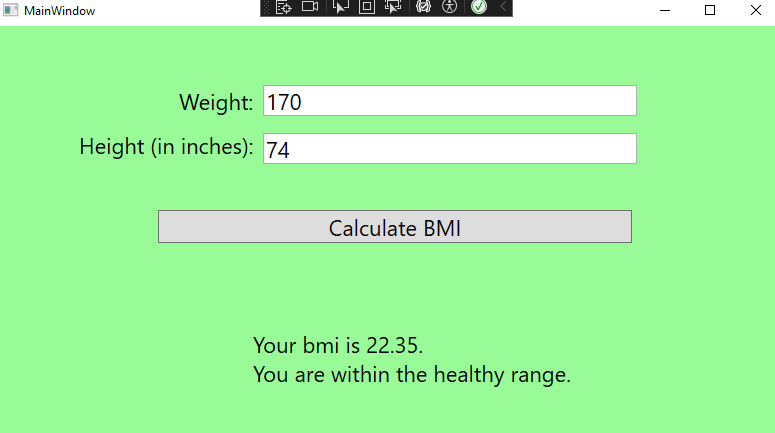 MainWindow
Weight: 170
Height (in inches): 74
Calculate BMI
Your bmi is 22.35.
You are within the healthy range.